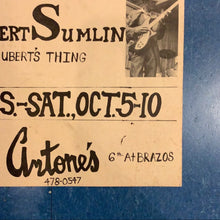 ERT SUMLIN
UBERT'S THING
S.-SAT., OCT. 5-10
Antone's
6TH At BRAZOS
478-0547